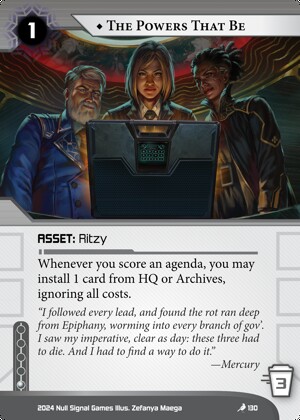 1
⬥ The Powers That Be
ASSET: Ritzy
Whenever you score an agenda, you may
install 1 card from HQ or Archives,
ignoring all costs.
“I followed every lead, and found the rot ran deep
from Epiphany, worming into every branch of gov’.
I saw my imperative, clear as day: these three had
to die. And I had to find a way to do it.”
—Mercury
3
2024 Null Signal Games Illus. Zefanya Maega
130